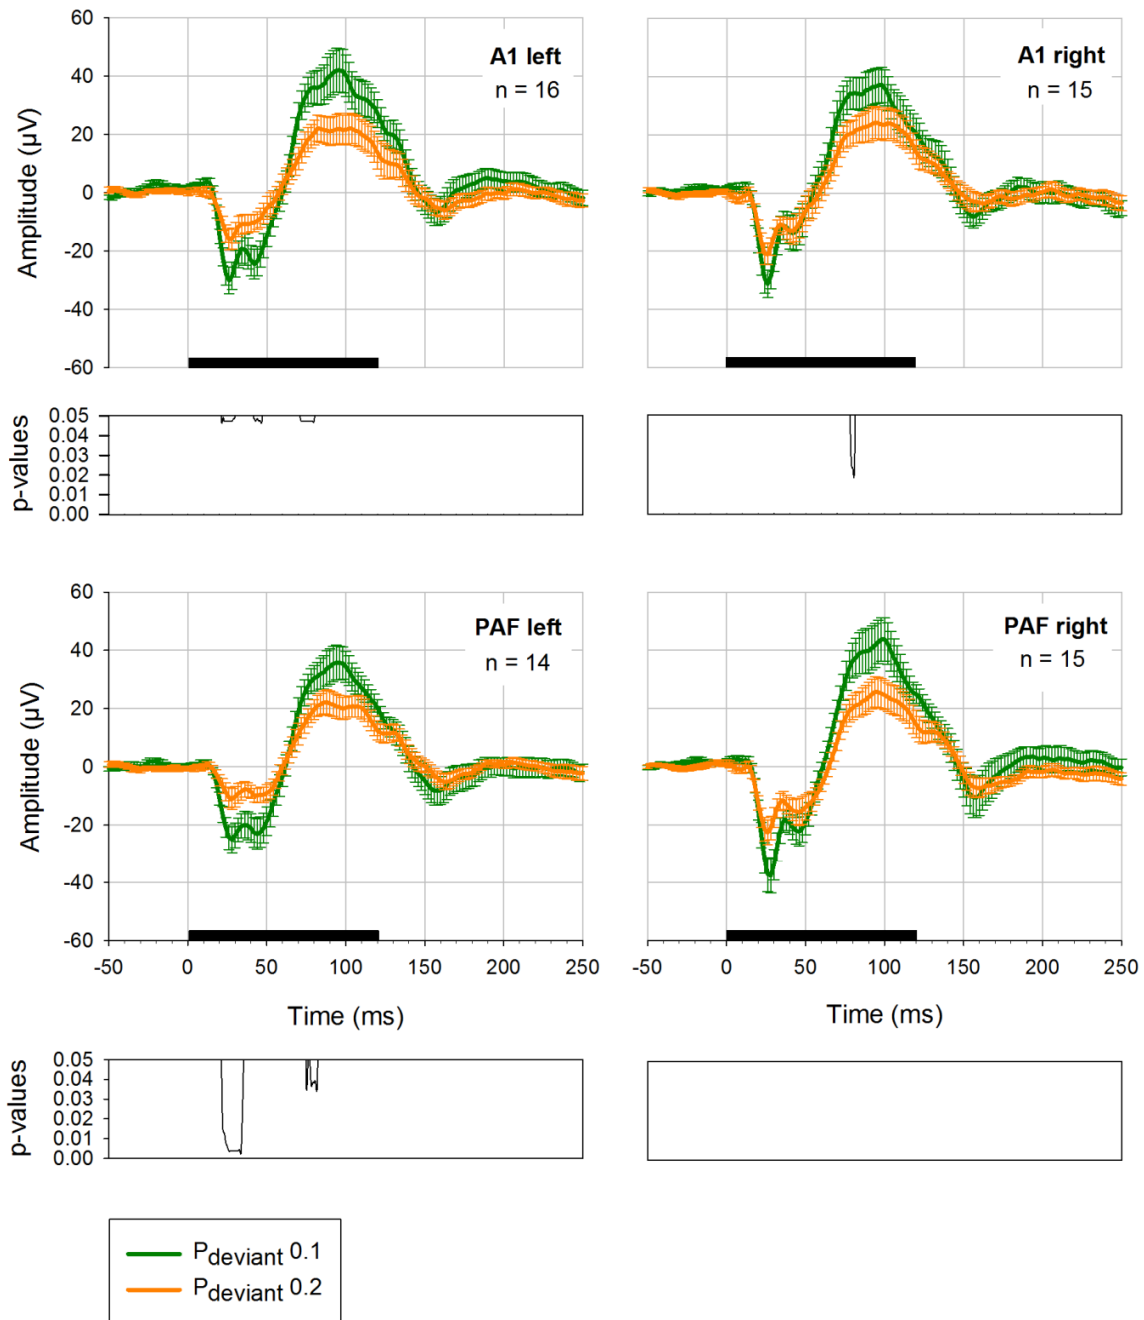 A1 left
n = 16
A1 right
n = 15
Amplitude (µV)
60
40
20
0
-20
-40
-60
p-values
0.05
0.04
0.03
0.02
0.01
0.00
PAF left
n = 14
PAF right
n = 15
Amplitude (µV)
60
40
20
0
-20
-40
-60
-50 0 50 100 150 200 250
-50 0 50 100 150 200 250
Time (ms)
Time (ms)
p-values
0.05
0.04
0.03
0.02
0.01
0.00
Pdeviant 0.1
Pdeviant 0.2